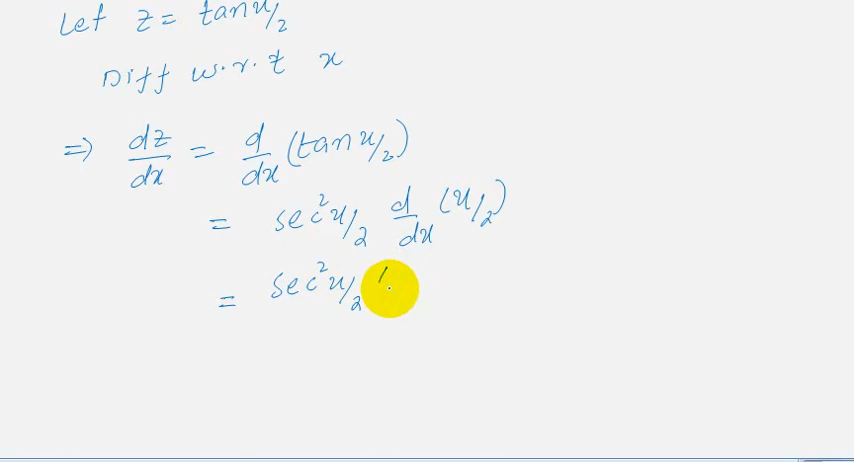 Let z = tan x/2
Diff w.r.t x
⇒ dz/dx = d/dx (tan x/2)
= sec²x/2 d/dx (x/2)
= sec²x/2